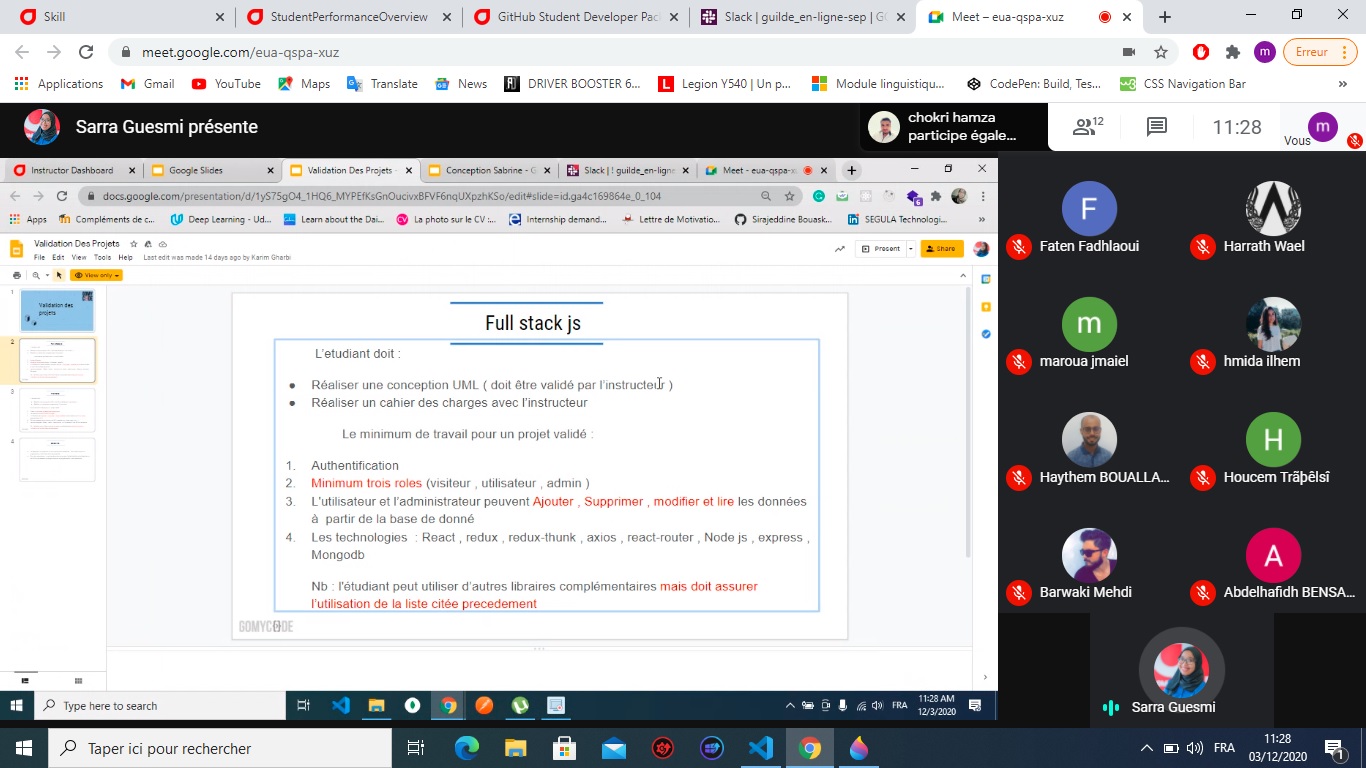 Skill
StudentPerformanceOverview
GitHub Student Developer Pac
Slack | guilde_en-ligne-sep | GO
Meet – eua-qspa-xuz
meet.google.com/eua-qspa-xuz
m
Erreur
Applications
Gmail
YouTube
Maps
Translate
News
DRIVER BOOSTER 6...
Legion Y540 | Un p...
Module linguistiqu...
CodePen: Build, Tes...
CSS Navigation Bar
Sarra Guesmi présente
chokri hamza
participe égale...
12
11:28
Vous
m
Instructor Dashboard
Google Slides
Validation Des Projets -
Conception Sabrine - G
Slack | ! guilde_en-ligne
Meet - eua-qspa-xu
docs.google.com/presentation/d/1yS75gO4_1HQ6_MYPEfKsGnOucivxBFVF6nqUXpzhKSo/edit#slide=id.ga4c169864e_0_104
Apps
Compléments de c...
Deep Learning - Ud...
Learn about the Dai...
La photo sur le CV :...
Internship demand...
Lettre de Motivatio...
Sirajeddine Bouask...
SEGULA Technologi...
Validation Des Projets
File Edit View Tools Help
Last edit was made 14 days ago by Karim Gharbi
Present
Share
View only
1
Validation des
projets
2
3
4
Full stack js
L'etudiant doit :
● Réaliser une conception UML ( doit être validé par l'instructeur )
● Réaliser un cahier des charges avec l'instructeur
Le minimum de travail pour un projet validé :
1. Authentification
2. Minimum trois roles (visiteur , utilisateur , admin )
3. L'utilisateur et l'administrateur peuvent Ajouter , Supprimer , modifier et lire les données
à partir de la base de donné
4. Les technologies : React , redux , redux-thunk , axios , react-router , Node js , express ,
Mongodb
Nb : l'étudiant peut utiliser d'autres libraires complémentaires mais doit assurer
l'utilisation de la liste citée precedement
GOMYCODE
F
Faten Fadhlaoui
Harrath Wael
m
maroua jmaiel
hmida ilhem
Haythem BOUALLA...
H
Houcem Trãþêlsî
Barwaki Mehdi
A
Abdelhafidh BENSA...
Sarra Guesmi
Type here to search
FRA
11:28 AM
12/3/2020
Taper ici pour rechercher
FRA
11:28
03/12/2020
1